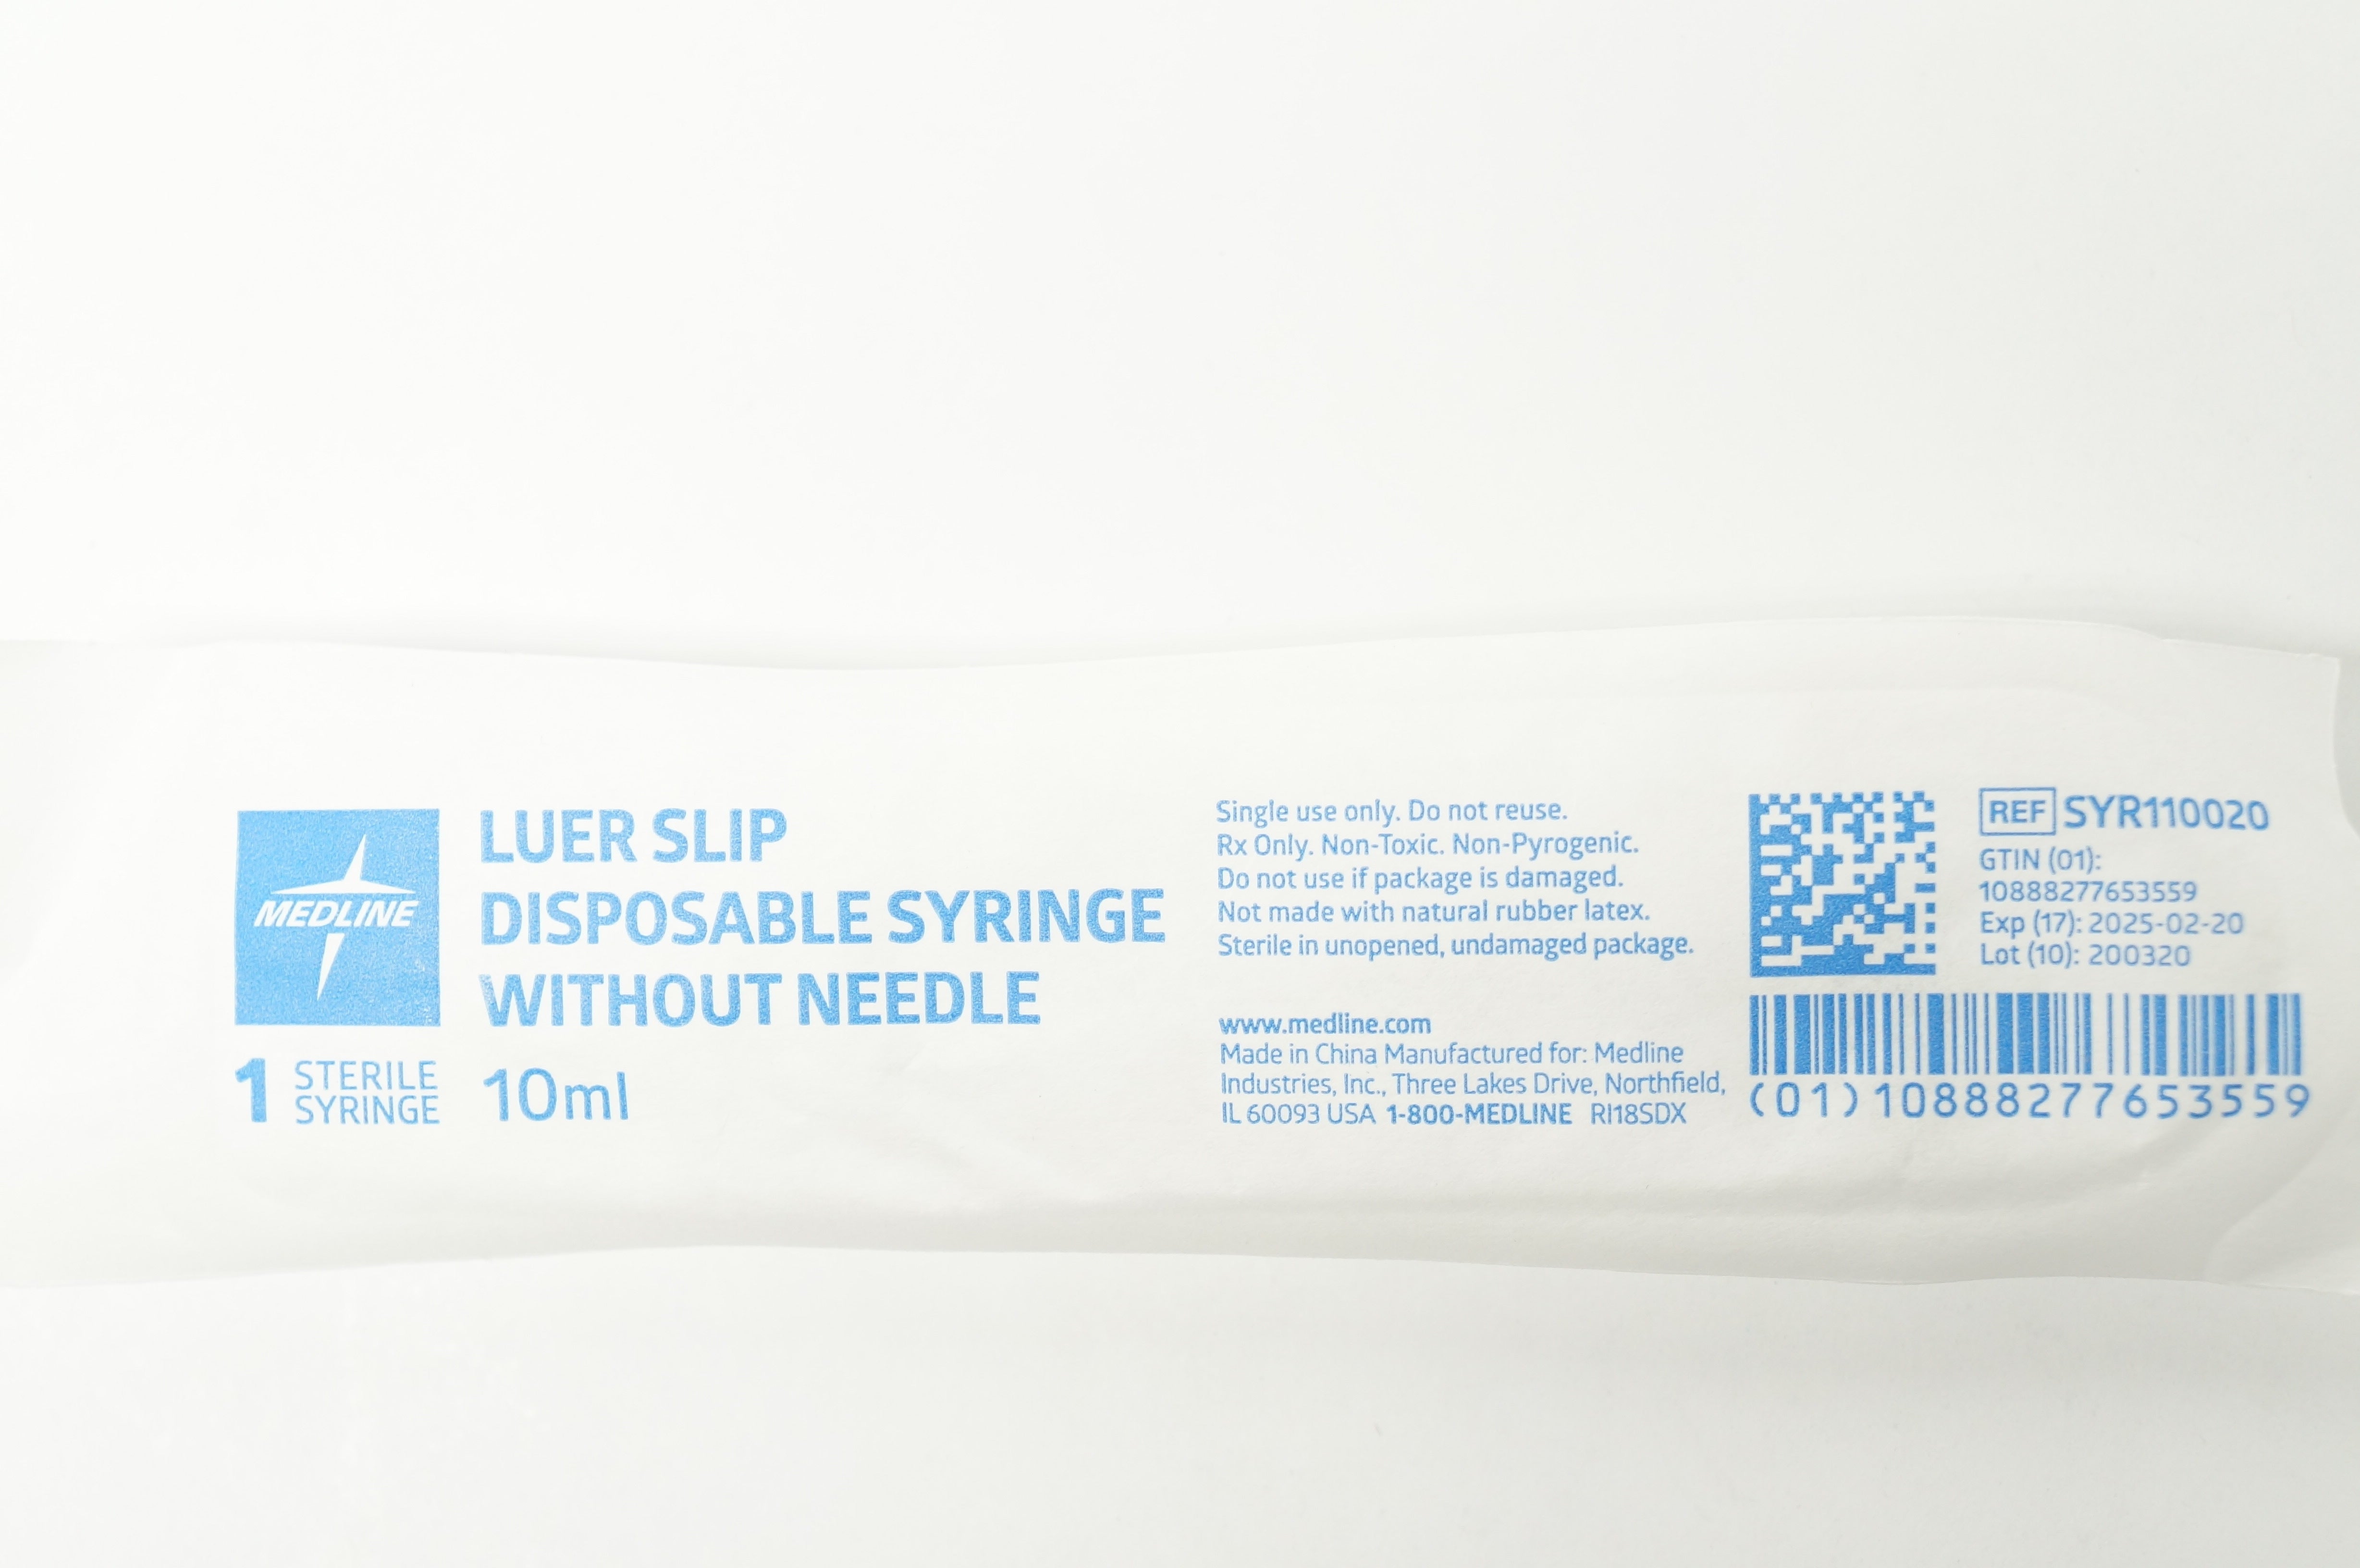 MEDLINE
1 STERILE
SYRINGE
LUER SLIP
DISPOSABLE SYRINGE
WITHOUT NEEDLE
10ml
Single use only. Do not reuse.
Rx Only. Non-Toxic. Non-Pyrogenic.
Do not use if package is damaged.
Not made with natural rubber latex.
Sterile in unopened, undamaged package.
www.medline.com
Made in China Manufactured for: Medline
Industries, Inc., Three Lakes Drive, Northfield,
IL 60093 USA 1-800-MEDLINE RI18SDX
REF SYR110020
GTIN (01):
10888277653559
Exp (17): 2025-02-20
Lot (10): 200320
(01)10888277653559